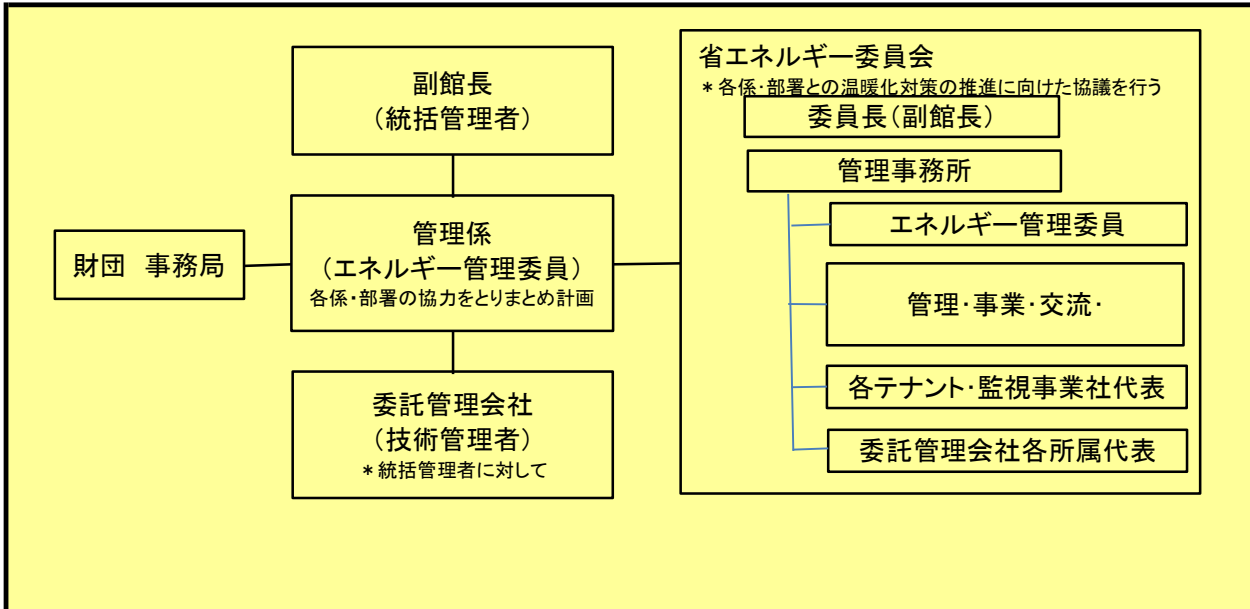 副館長
(統括管理者)
財団　事務局
管理係
(エネルギー管理委員)
各係・部署の協力をとりまとめ計画
委託管理会社
(技術管理者)
*統括管理者に対して
省エネルギー委員会
*各係・部署との温暖化対策の推進に向けた協議を行う
委員長(副館長)
管理事務所
エネルギー管理委員
管理・事業・交流・
各テナント・監視事業社代表
委託管理会社各所属代表